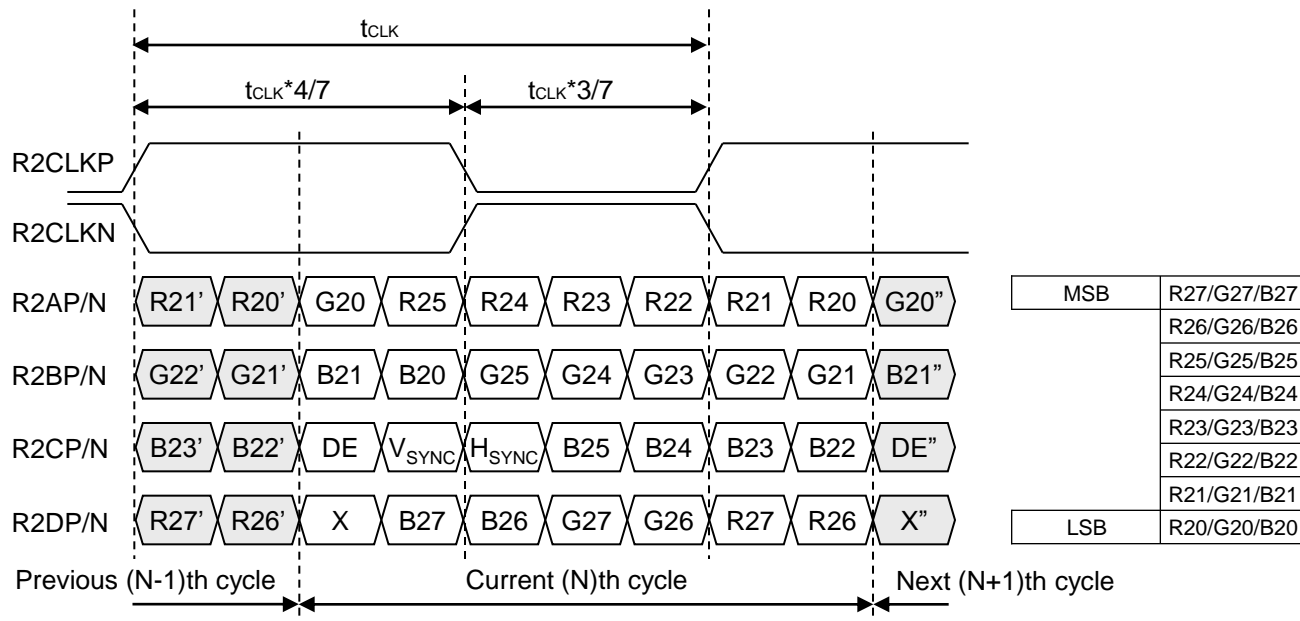 tCLK
tCLK*4/7 tCLK*3/7
R2CLKP
R2CLKN
R2AP/N R21’ R20’ G20 R25 R24 R23 R22 R21 R20 G20”
R2BP/N G22’ G21’ B21 B20 G25 G24 G23 G22 G21 B21”
R2CP/N B23’ B22’ DE VSYNC HSYNC B25 B24 B23 B22 DE”
R2DP/N R27’ R26’ X B27 B26 G27 G26 R27 R26 X”
Previous (N-1)th cycle Current (N)th cycle Next (N+1)th cycle
MSB R27/G27/B27
R26/G26/B26
R25/G25/B25
R24/G24/B24
R23/G23/B23
R22/G22/B22
R21/G21/B21
LSB R20/G20/B20